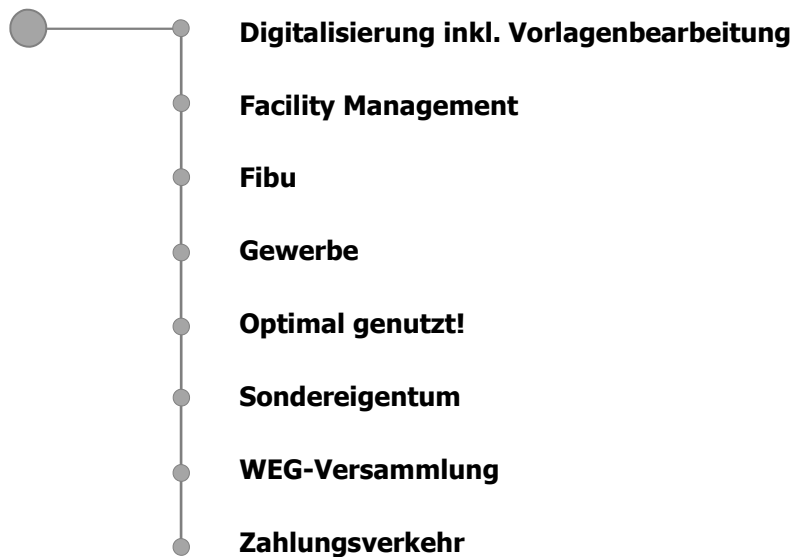 Digitalisierung inkl. Vorlagenbearbeitung
Facility Management
Fibu
Gewerbe
Optimal genutzt!
Sondereigentum
WEG-Versammlung
Zahlungsverkehr